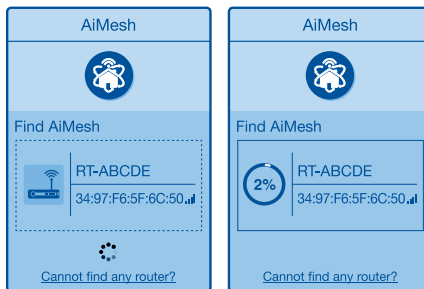 AiMesh
Find AiMesh
RT-ABCDE
34:97:F6:5F:6C:50
Cannot find any router?
AiMesh
Find AiMesh
2%
RT-ABCDE
34:97:F6:5F:6C:50
Cannot find any router?